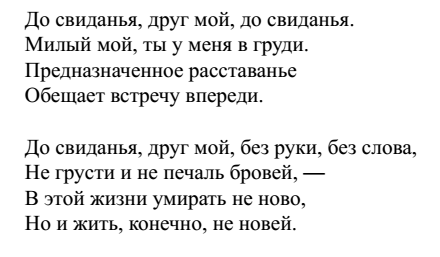 До свиданья, друг мой, до свиданья.
Милый мой, ты у меня в груди.
Предназначенное расставанье
Обещает встречу впереди.

До свиданья, друг мой, без руки, без слова,
Не грусти и не печаль бровей, —
В этой жизни умирать не ново,
Но и жить, конечно, не новей.